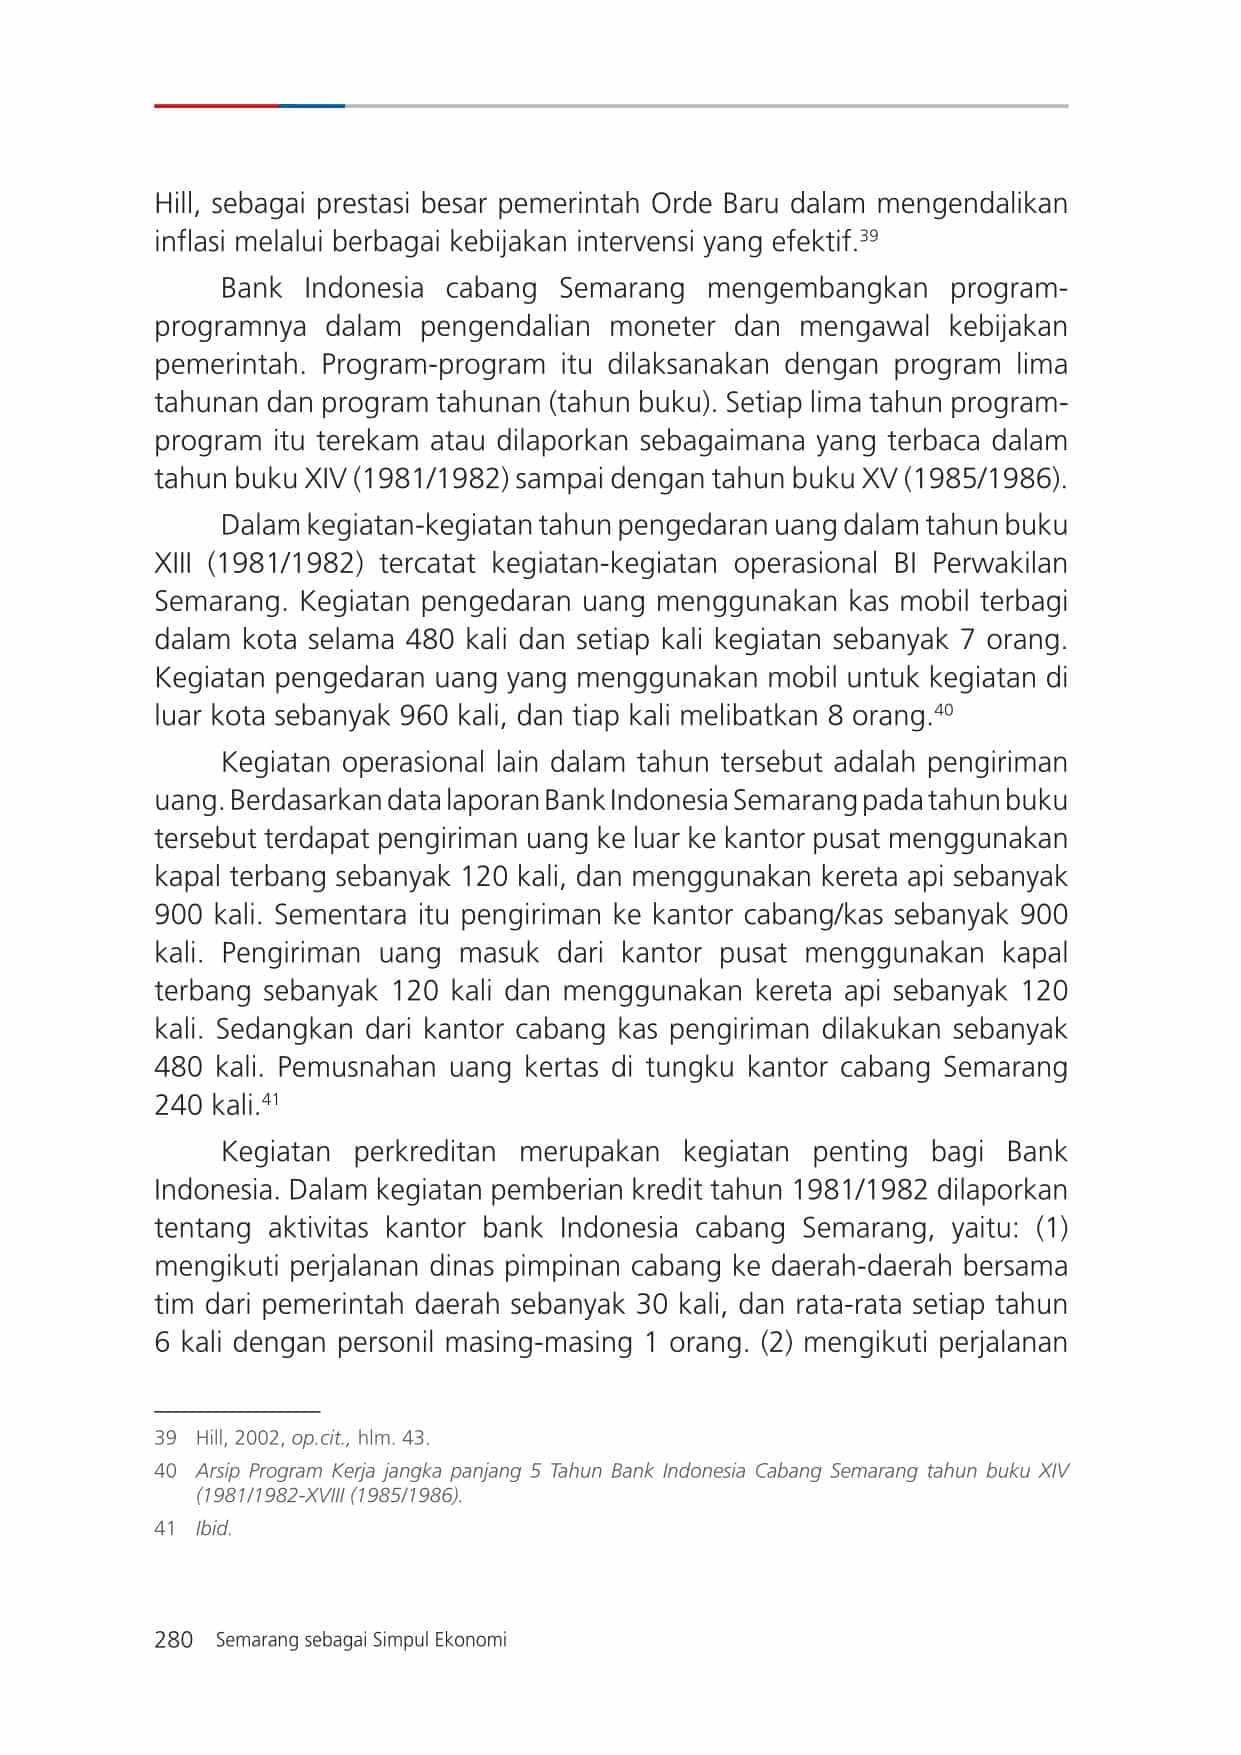 Hill, sebagai prestasi besar pemerintah Orde Baru dalam mengendalikan
inflasi melalui berbagai kebijakan intervensi yang efektif.39
Bank Indonesia cabang Semarang mengembangkan program-
programnya dalam pengendalian moneter dan mengawal kebijakan
pemerintah. Program-program itu dilaksanakan dengan program lima
tahunan dan program tahunan (tahun buku). Setiap lima tahun program-
program itu terekam atau dilaporkan sebagaimana yang terbaca dalam
tahun buku XIV (1981/1982) sampai dengan tahun buku XV (1985/1986).
Dalam kegiatan-kegiatan tahun pengedaran uang dalam tahun buku
XIII (1981/1982) tercatat kegiatan-kegiatan operasional BI Perwakilan
Semarang. Kegiatan pengedaran uang menggunakan kas mobil terbagi
dalam kota selama 480 kali dan setiap kali kegiatan sebanyak 7 orang.
Kegiatan pengedaran uang yang menggunakan mobil untuk kegiatan di
luar kota sebanyak 960 kali, dan tiap kali melibatkan 8 orang.40
Kegiatan operasional lain dalam tahun tersebut adalah pengiriman
uang. Berdasarkan data laporan Bank Indonesia Semarang pada tahun buku
tersebut terdapat pengiriman uang ke luar ke kantor pusat menggunakan
kapal terbang sebanyak 120 kali, dan menggunakan kereta api sebanyak
900 kali. Sementara itu pengiriman ke kantor cabang/kas sebanyak 900
kali. Pengiriman uang masuk dari kantor pusat menggunakan kapal
terbang sebanyak 120 kali dan menggunakan kereta api sebanyak 120
kali. Sedangkan dari kantor cabang kas pengiriman dilakukan sebanyak
480 kali. Pemusnahan uang kertas di tungku kantor cabang Semarang
240 kali.41
Kegiatan perkreditan merupakan kegiatan penting bagi Bank
Indonesia. Dalam kegiatan pemberian kredit tahun 1981/1982 dilaporkan
tentang aktivitas kantor bank Indonesia cabang Semarang, yaitu: (1)
mengikuti perjalanan dinas pimpinan cabang ke daerah-daerah bersama
tim dari pemerintah daerah sebanyak 30 kali, dan rata-rata setiap tahun
6 kali dengan personil masing-masing 1 orang. (2) mengikuti perjalanan
39 Hill, 2002, op.cit., hlm. 43.
40 Arsip Program Kerja jangka panjang 5 Tahun Bank Indonesia Cabang Semarang tahun buku XIV
(1981/1982-XVIII (1985/1986).
41 Ibid.
280 Semarang sebagai Simpul Ekonomi